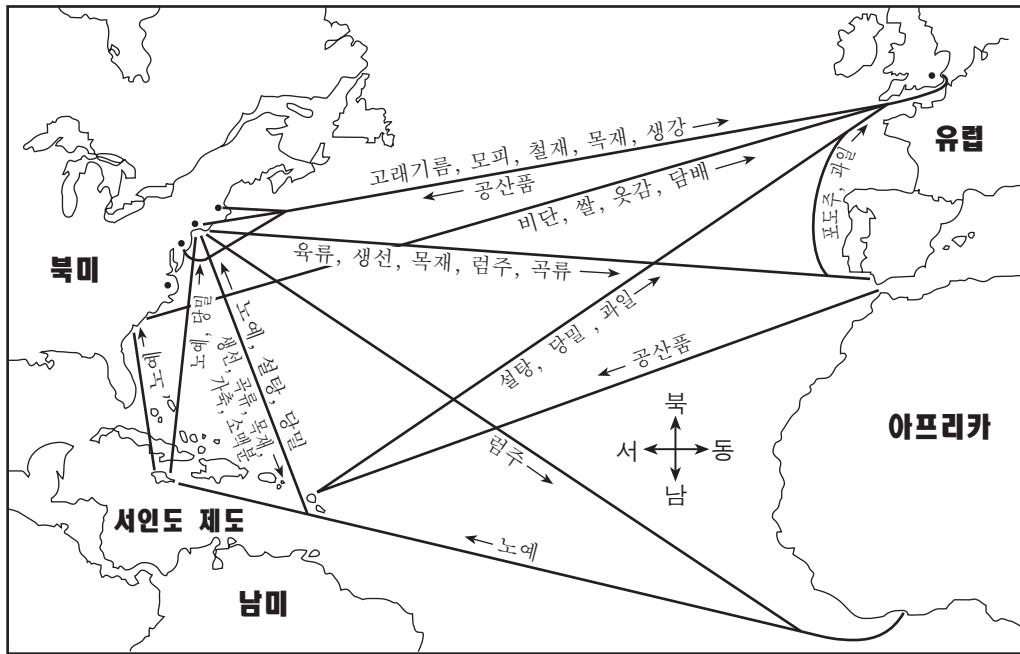 고래기름, 모피, 철재, 목재, 생강 →
← 공산품
비단, 쌀, 옷감, 담배 →
유럽
포도주, 과일 →
육류, 생선, 목재, 럼주, 곡류 →
북미
← 노예, 설탕, 당밀
생선, 곡류, 목재,
가축, 소맥분 →
노예, 당밀 →
노예 →
설탕, 당밀, 과일 →
← 공산품
아프리카
북
서
동
남
럼주 →
서인도 제도
← 노예
남미